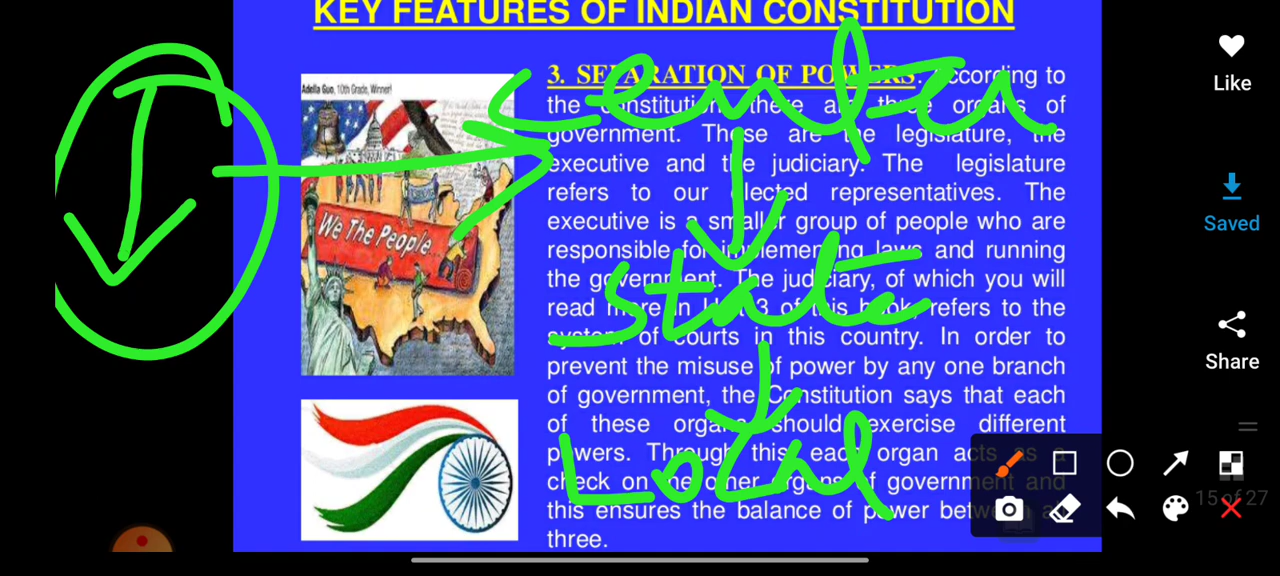 KEY FEATURES OF INDIAN CONSTITUTION
Adella Guo, 10th Grade, Winner!
We The People
3. SEPARATION OF POWERS: According to
the Constitution, there are three organs of
government. These are the legislature, the
executive and the judiciary. The legislature
refers to our elected representatives. The
executive is a smaller group of people who are
responsible for implementing laws and running
the government. The judiciary, of which you will
read more in Unit 3 of this book, refers to the
system of courts in this country. In order to
prevent the misuse of power by any one branch
of government, the Constitution says that each
of these organs should exercise different
powers. Through this, each organ acts as a
check on the other organs of government and
this ensures the balance of power between all
three.
center
state
Local
Like
Saved
Share
15 of 27